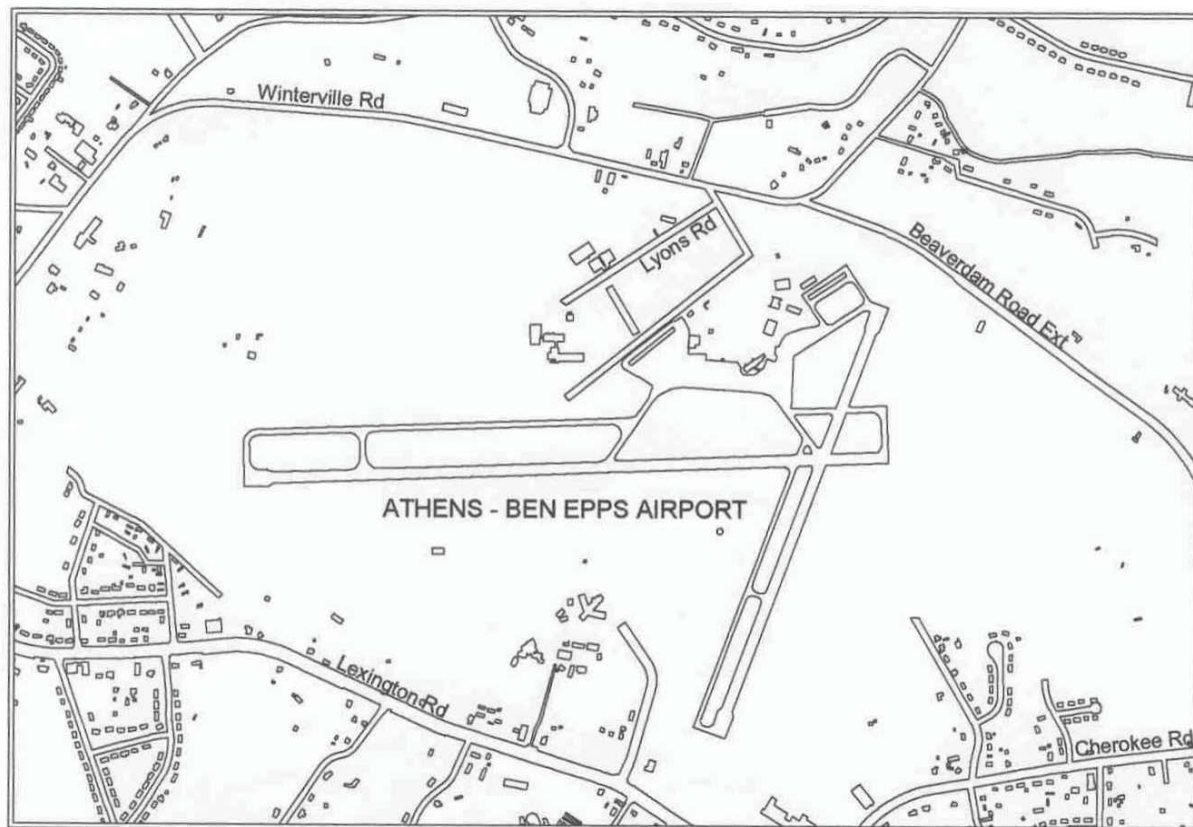 Winterville Rd
Lyons Rd
Beaverdam Road Ext
ATHENS - BEN EPPS AIRPORT
Lexington Rd
Cherokee Rd